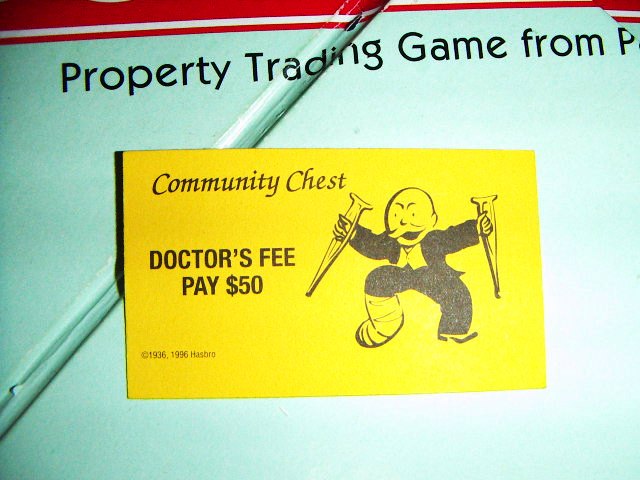 Property Trading Game from
Community Chest
DOCTOR'S FEE
PAY $50
©1936, 1996 Hasbro